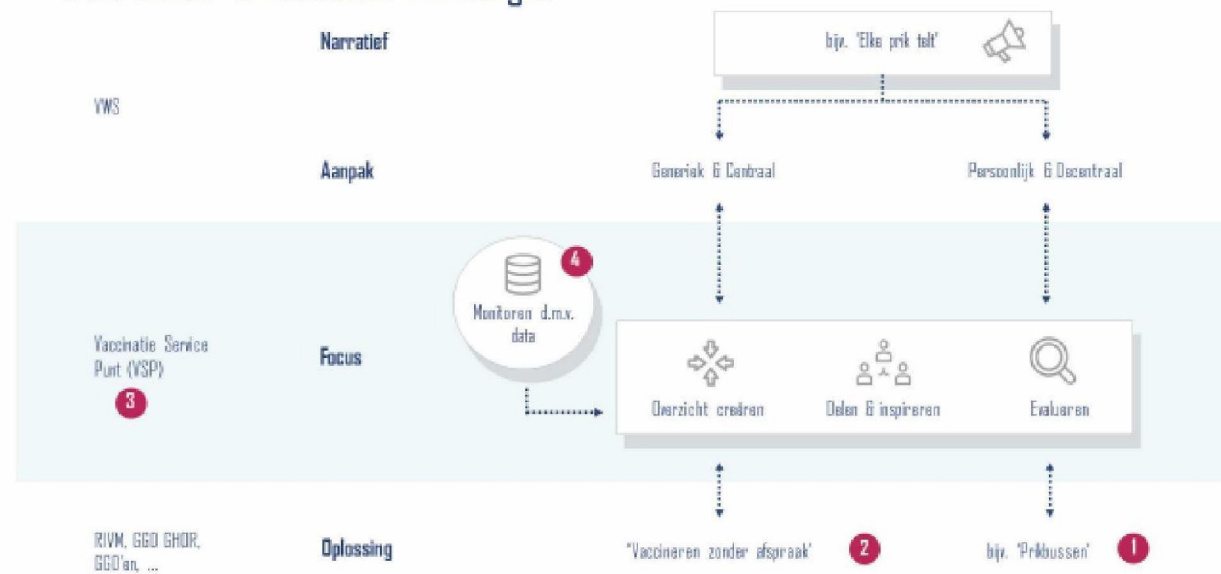 Narratief
bijv. 'Elke prik telt'
VWS
Aanpak
Generiek & Centraal
Persoonlijk & Decentraal
4
Monitoren d.m.v.
data
Vaccinatie Service
Punt (VSP)
3
Focus
Overzicht creëren
Delen & inspireren
Evalueren
RIVM, GGD GHOR,
GGD'en, ...
Oplossing
'Vaccineren zonder afspraak'
2
bijv. 'Prikbussen'
1